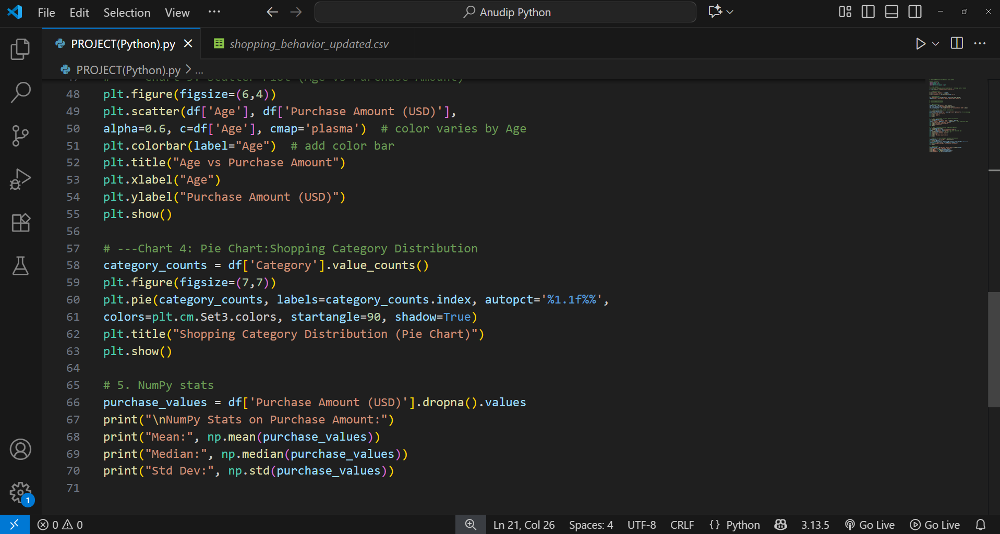 File Edit Selection View ··· Anudip Python
PROJECT(Python).py shopping_behavior_updated.csv
PROJECT(Python).py > ...
47 # ---Chart 3: Scatter Plot (Age vs Purchase Amount)
48 plt.figure(figsize=(6,4))
49 plt.scatter(df['Age'], df['Purchase Amount (USD)'],
50 alpha=0.6, c=df['Age'], cmap='plasma')  # color varies by Age
51 plt.colorbar(label="Age")  # add color bar
52 plt.title("Age vs Purchase Amount")
53 plt.xlabel("Age")
54 plt.ylabel("Purchase Amount (USD)")
55 plt.show()
56
57 # ---Chart 4: Pie Chart:Shopping Category Distribution
58 category_counts = df['Category'].value_counts()
59 plt.figure(figsize=(7,7))
60 plt.pie(category_counts, labels=category_counts.index, autopct='%1.1f%%',
61 colors=plt.cm.Set3.colors, startangle=90, shadow=True)
62 plt.title("Shopping Category Distribution (Pie Chart)")
63 plt.show()
64
65 # 5. NumPy stats
66 purchase_values = df['Purchase Amount (USD)'].dropna().values
67 print("\nNumPy Stats on Purchase Amount:")
68 print("Mean:", np.mean(purchase_values))
69 print("Median:", np.median(purchase_values))
70 print("Std Dev:", np.std(purchase_values))
71
1
0 0 Ln 21, Col 26 Spaces: 4 UTF-8 CRLF {} Python 3.13.5 Go Live Go Live